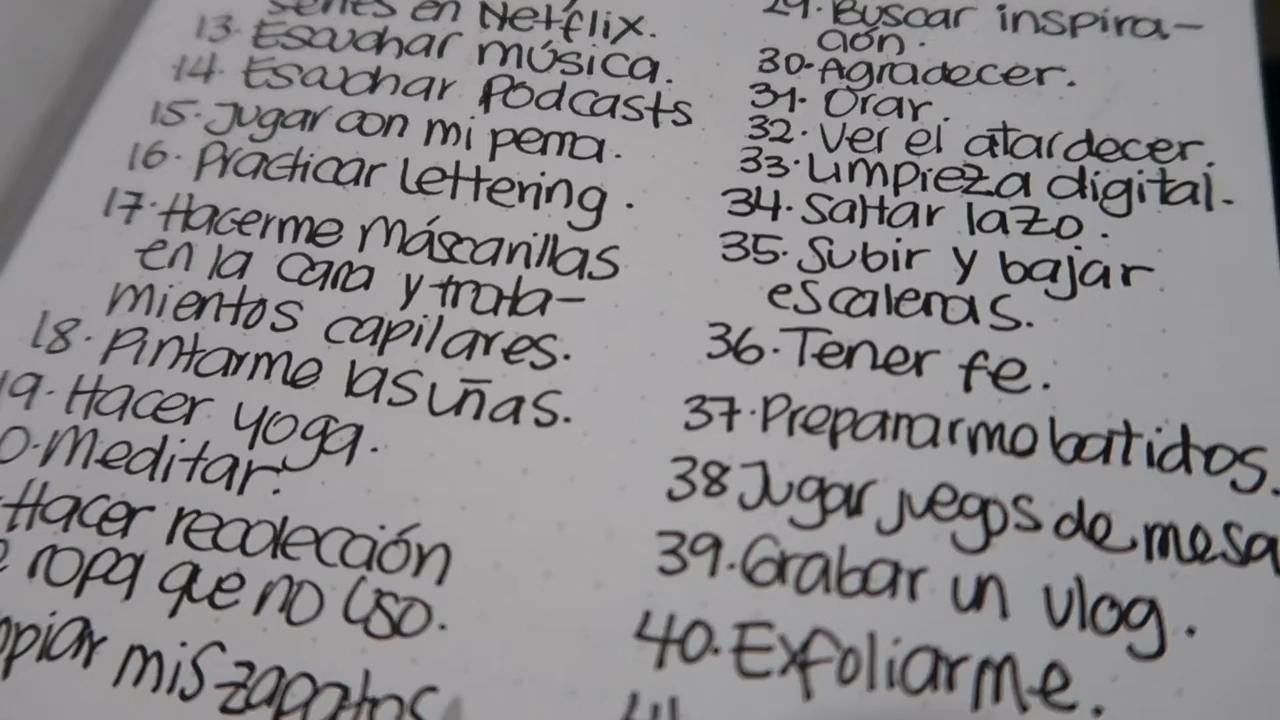 series en Netflix.
13. Escuchar música.
14. Escuchar Podcasts
15. Jugar con mi perra.
16. Practicar Lettering.
17. Hacerme máscarillas
en la cara y trata-
mientos capilares.
18. Pintarme las uñas.
19. Hacer yoga.
0. Meditar.
Hacer recolección
ropa que no uso.
mis zapatos
29. Buscar inspira-
ción.
30. Agradecer.
31. Orar.
32. Ver el atardecer.
33. Limpieza digital.
34. Saltar lazo.
35. Subir y bajar
escaleras.
36. Tener fe.
37. Prepararme batidos.
38 Jugar juegos de mesa
39. Grabar un vlog.
40. Exfoliarme.